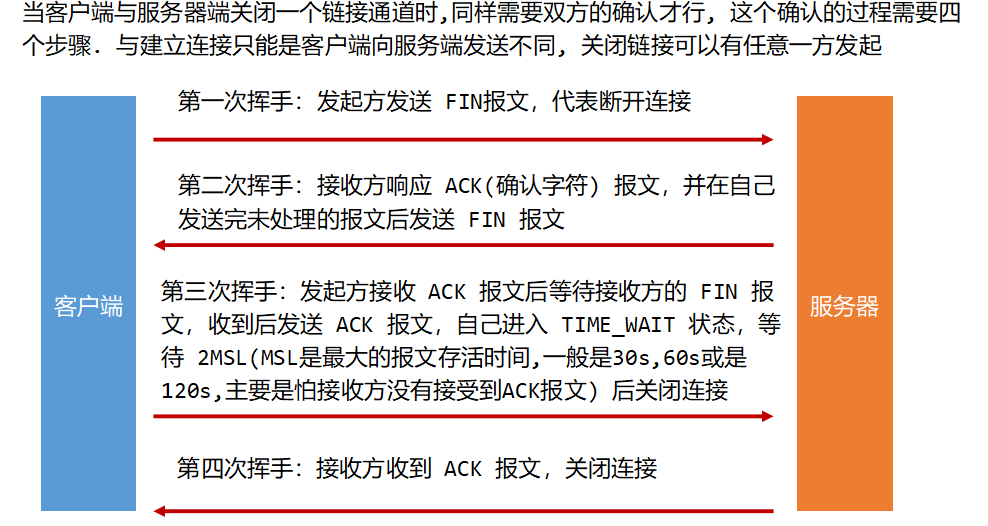 当客户端与服务器端关闭一个链接通道时,同样需要双方的确认才行, 这个确认的过程需要四
个步骤. 与建立连接只能是客户端向服务端发送不同, 关闭链接可以有任意一方发起
第一次挥手: 发起方发送 FIN报文, 代表断开连接
第二次挥手: 接收方响应 ACK(确认字符) 报文, 并在自己
发送完未处理的报文后发送 FIN 报文
客户端
服务器
第三次挥手: 发起方接收 ACK 报文后等待接收方的 FIN 报
文, 收到后发送 ACK 报文, 自己进入 TIME_WAIT 状态, 等
待 2MSL(MSL是最大的报文存活时间,一般是30s,60s或是
120s,主要是怕接收方没有接受到ACK报文) 后关闭连接
第四次挥手: 接收方收到 ACK 报文, 关闭连接